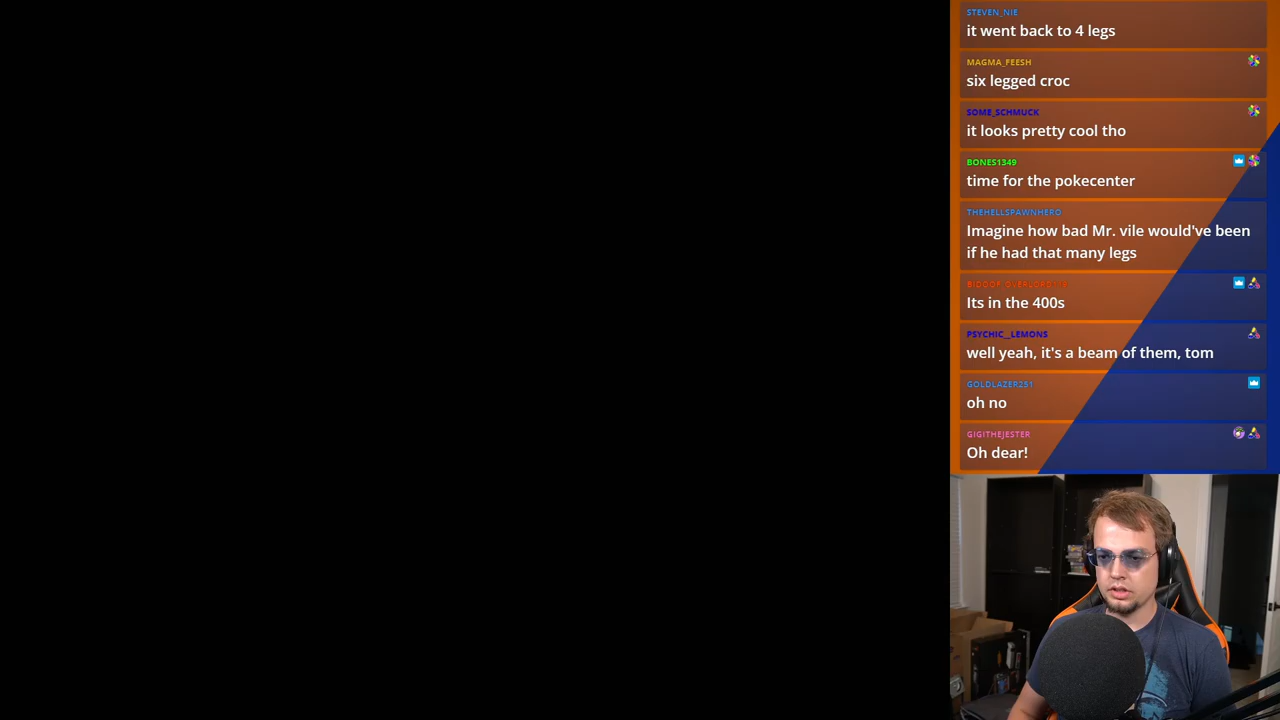 STEVEN_NIE
it went back to 4 legs
MAGMA_FEESH
six legged croc
SOME_SCHMUCK
it looks pretty cool tho
BONES1349
time for the pokecenter
THEHELLSPAWNHERO
Imagine how bad Mr. vile would've been
if he had that many legs
Its in the 400s
PSYCHIC__LEMONS
well yeah, it's a beam of them, tom
GOLDLAZER251
oh no
GIGITHEJESTER
Oh dear!